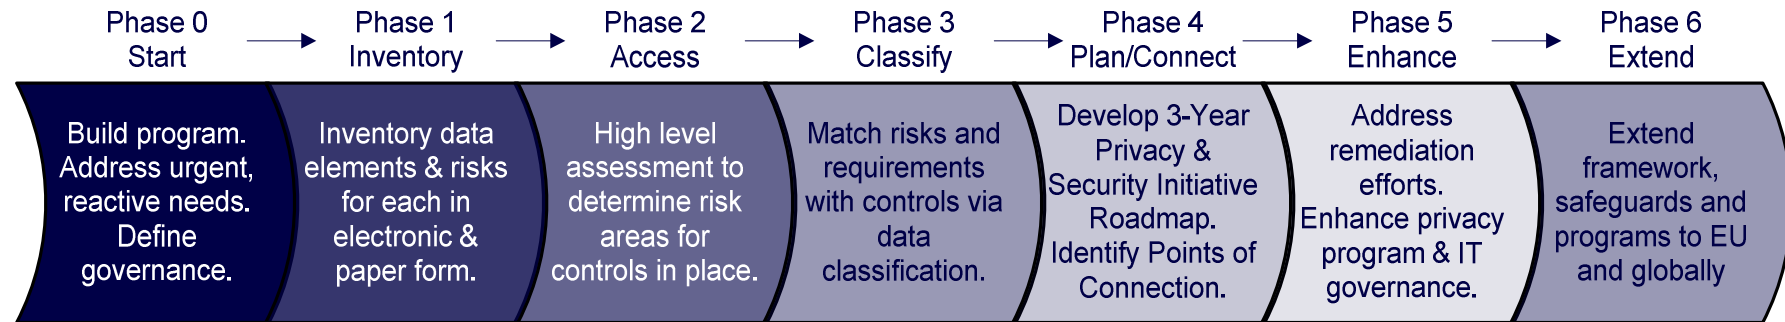 Phase 0
Start
Phase 1
Inventory
Phase 2
Access
Phase 3
Classify
Phase 4
Plan/Connect
Phase 5
Enhance
Phase 6
Extend
Build program.
Address urgent,
reactive needs.
Define
governance.
Inventory data
elements & risks
for each in
electronic &
paper form.
High level
assessment to
determine risk
areas for
controls in place.
Match risks and
requirements
with controls via
data
classification.
Develop 3-Year
Privacy &
Security Initiative
Roadmap.
Identify Points of
Connection.
Address
remediation
efforts.
Enhance privacy
program & IT
governance.
Extend
framework,
safeguards and
programs to EU
and globally